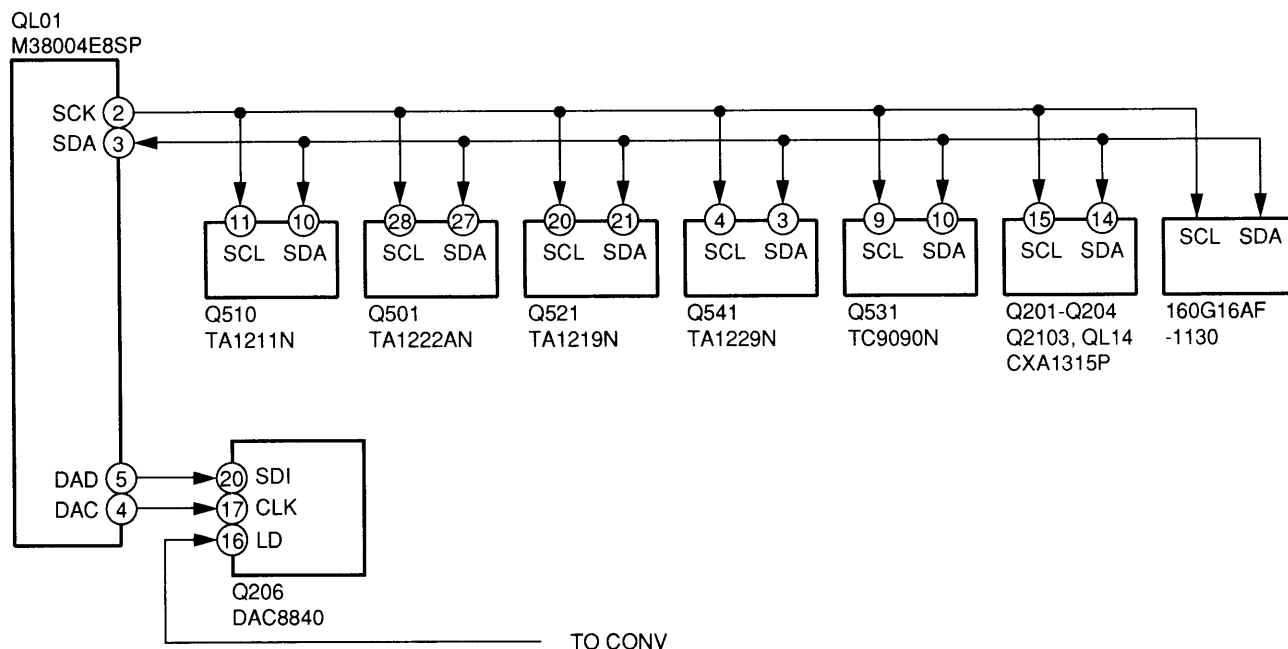 QL01
M38004E8SP
SCK 2
SDA 3
11 10 28 27 20 21 4 3 9 10 15 14
SCL SDA SCL SDA SCL SDA SCL SDA SCL SDA SCL SDA SCL SDA
Q510
TA1211N
Q501
TA1222AN
Q521
TA1219N
Q541
TA1229N
Q531
TC9090N
Q201-Q204
Q2103, QL14
CXA1315P
160G16AF
-1130
DAD 5 20 SDI
DAC 4 17 CLK
16 LD
Q206
DAC8840
TO CONV